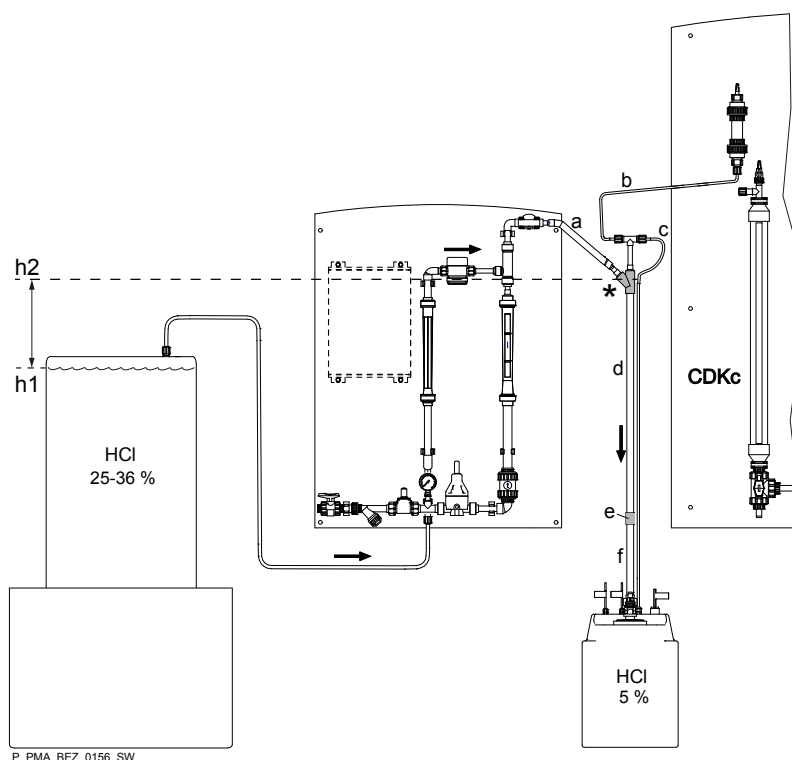 b
a
c
h2
*
h1
d
CDKc
HCl
25-36 %
e
f
HCl
5 %
P_PMA_BEZ_0156_SW